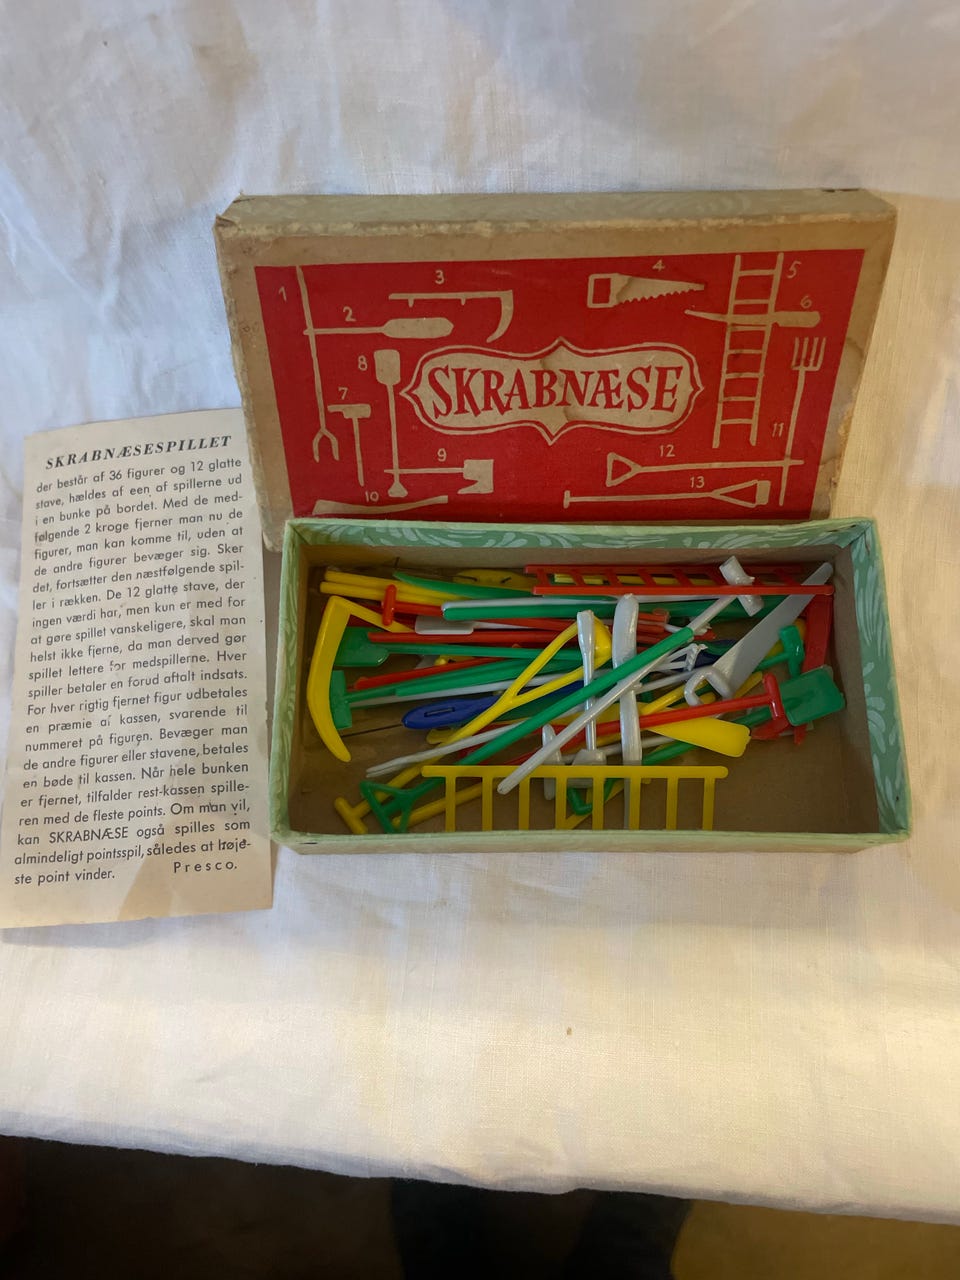 SKRABNÆSESPILLET
der består af 36 figurer og 12 glatte
stave, hældes af een af spillerne ud
i en bunke på bordet. Med de med-
følgende 2 kroge fjerner man nu de
figurer, man kan komme til, uden at
de andre figurer bevæger sig. Sker
det, fortsætter den næstfølgende spil-
ler i rækken. De 12 glatte stave, der
ingen værdi har, men kun er med for
at gøre spillet vanskeligere, skal man
helst ikke fjerne, da man derved gør
spillet lettere for medspillerne. Hver
spiller betaler en forud aftalt indsats.
For hver rigtig fjernet figur udbetales
en præmie af kassen, svarende til
nummeret på figuren. Bevæger man
de andre figurer eller stavene, betales
en bøde til kassen. Når hele bunken
er fjernet, tilfalder rest-kassen spille-
ren med de fleste points. Om man vil,
kan SKRABNÆSE også spilles som
almindeligt pointsspil, således at høje-
ste point vinder.
Presco.
1
2
3
4
5
6
7
8
SKRABNÆSE
9
10
11
12
13